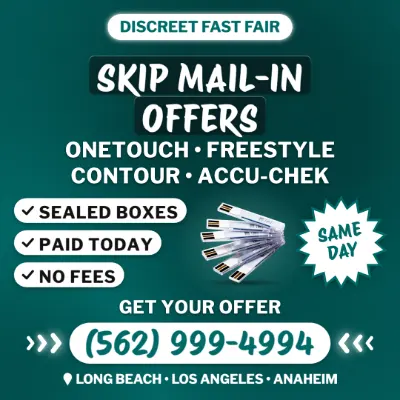 DISCREET FAST FAIR
SKIP MAIL-IN
OFFERS
ONETOUCH • FREESTYLE
CONTOUR • ACCU-CHEK
✓ SEALED BOXES
✓ PAID TODAY
✓ NO FEES
SAME
DAY
GET YOUR OFFER
(562) 999-4994
LONG BEACH • LOS ANGELES • ANAHEIM